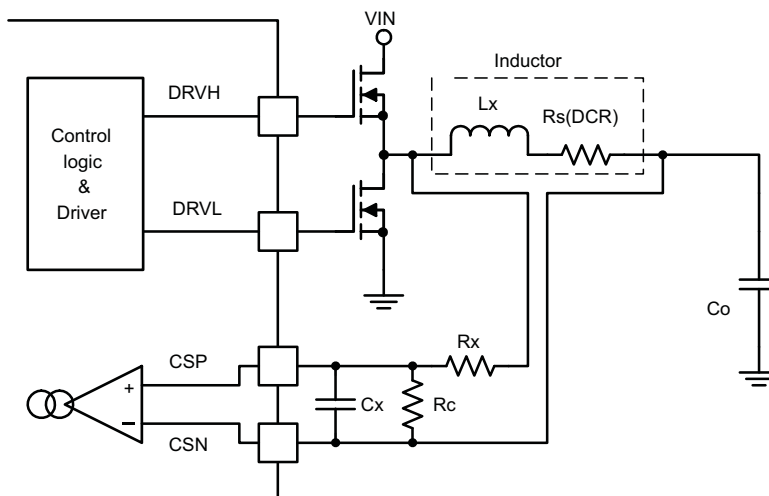 VIN
Inductor
DRVH
Lx
Rs(DCR)
Control
logic
&
Driver
DRVL
Co
Rx
CSP
+
Cx
Rc
–
CSN